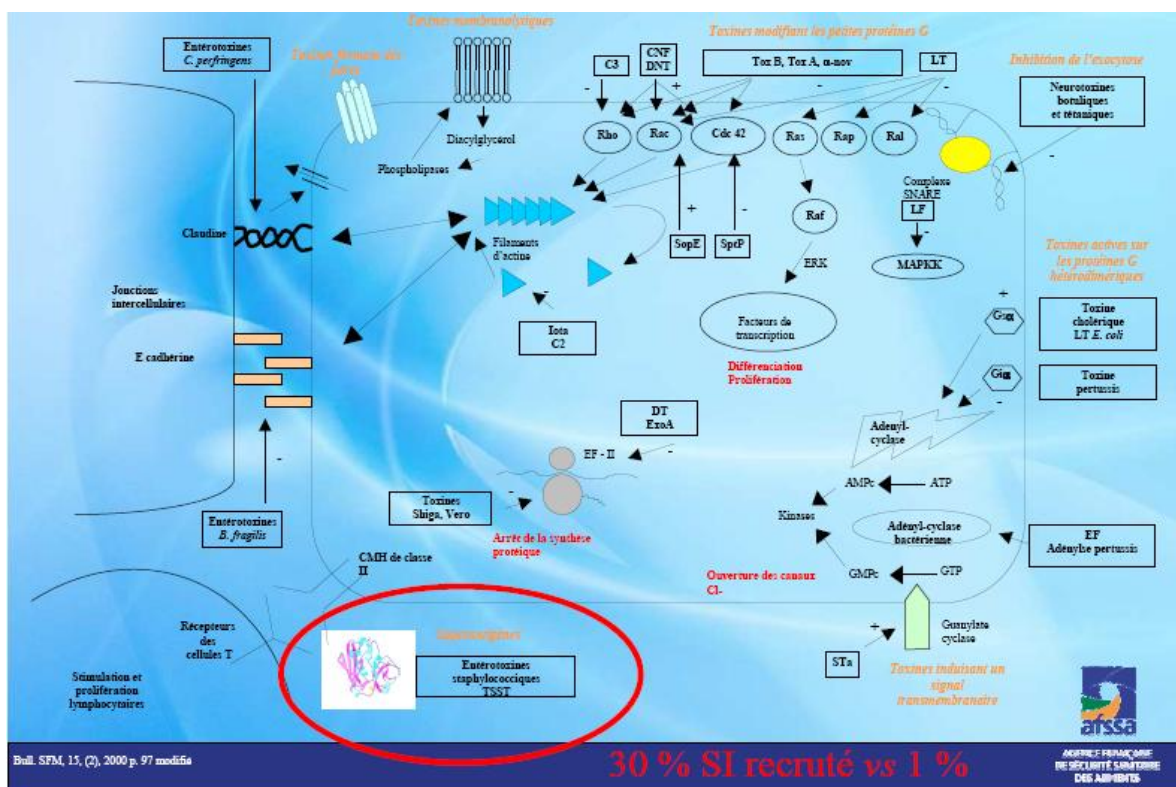 Toxines membranolytiques
Toxines formant des
pores
Toxines modifiant les petites protéines G
Entérotoxines
C. perfringens
C3
CNF
DNT
Tox B, Tox A, α-nov
LT
Inhibition de l'exocytose
Neurotoxines
botuliques
et tétaniques
-
+
-
-
-
-
Diacylglycérol
Phospholipases
Rho
Rac
Cdc 42
Ras
Rap
Ral
Complexe
SNARE
LF
-
MAPKK
Claudine
Filaments
d'actine
+
-
SopE
SptP
Raf
ERK
Toxines actives sur
les protéines G
hétérodimériques
Jonctions
intercellulaires
-
Iota
C2
Facteurs de
transcription
+
Gsα
Toxine
cholérique
LT E. coli
E cadhérine
Différenciation
Prolifération
Giα
-
Toxine
pertussis
DT
ExoA
-
EF - II
Adényl-
cyclase
-
Toxines
Shiga, Vero
-
AMPc
ATP
Kinases
Entérotoxines
B. fragilis
Arrêt de la synthèse
protéique
Adényl-cyclase
bactérienne
EF
Adénylse pertussis
CMH de classe
II
Ouverture des canaux
Cl-
GMPc
GTP
Récepteurs
des
cellules T
Superantigènes
+
Guanylate
cyclase
STa
Entérotoxines
staphylococciques
TSST
Toxines induisant un
signal
transmembranaire
Stimulation et
prolifération
lymphocytaires
afssa
Bull. SFM, 15, (2), 2000 p. 97 modifié
30 % SI recruté vs 1 %
AGENCE FRANÇAISE
DE SÉCURITÉ SANITAIRE
DES ALIMENTS